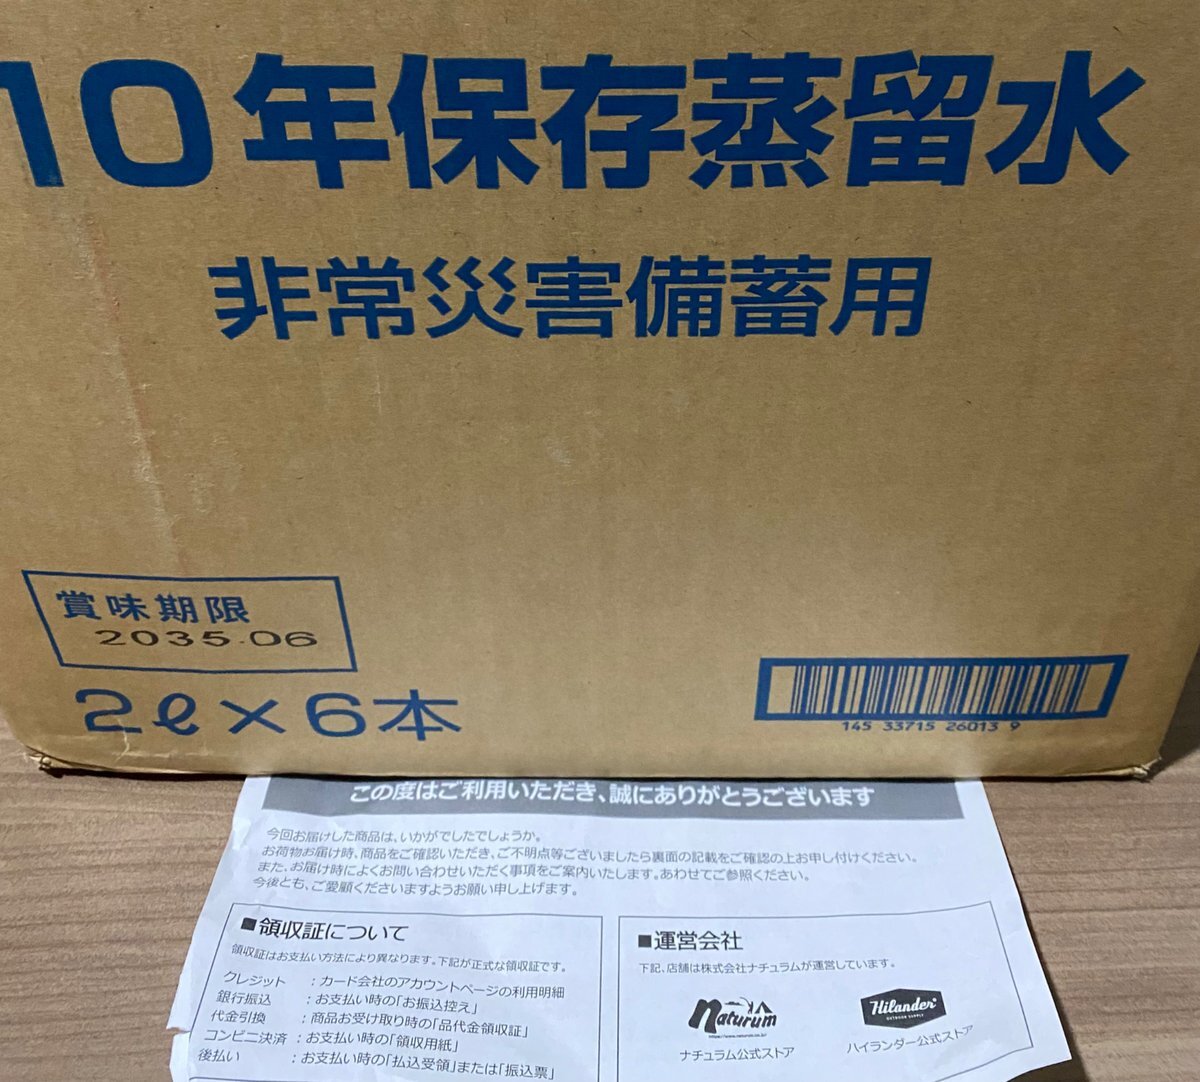 10年保存蒸留水
非常災害備蓄用
賞味期限
2035.06
2ℓ×6本
145 33715 26013 9
この度はご利用いただき、誠にありがとうございます
今回お届けした商品は、いかがでしたでしょうか。
お荷物お届け時、商品をご確認いただき、ご不明点等ございましたら裏面の記載をご確認の上お申し付けください。
また、お届け時によくお問い合わせいただく事項をご案内いたします。あわせてご参照ください。
今後とも、ご愛顧くださいますようお願い申し上げます。
■領収証について
領収証はお支払い方法により異なります。下記が正式な領収証です。
クレジット ：カード会社のアカウントページの利用明細
銀行振込 ：お支払い時の「お振込控え」
代金引換 ：商品お受け取り時の「品代金領収証」
コンビニ決済 ：お支払い時の「領収用紙」
後払い ：お支払い時の「払込受領」または「振込票」
■運営会社
下記、店舗は株式会社ナチュラムが運営しています。
naturum
https://www.naturum.co.jp/
ナチュラム公式ストア
Hilander
OUTDOOR SUPPLY
ハイランダー公式ストア